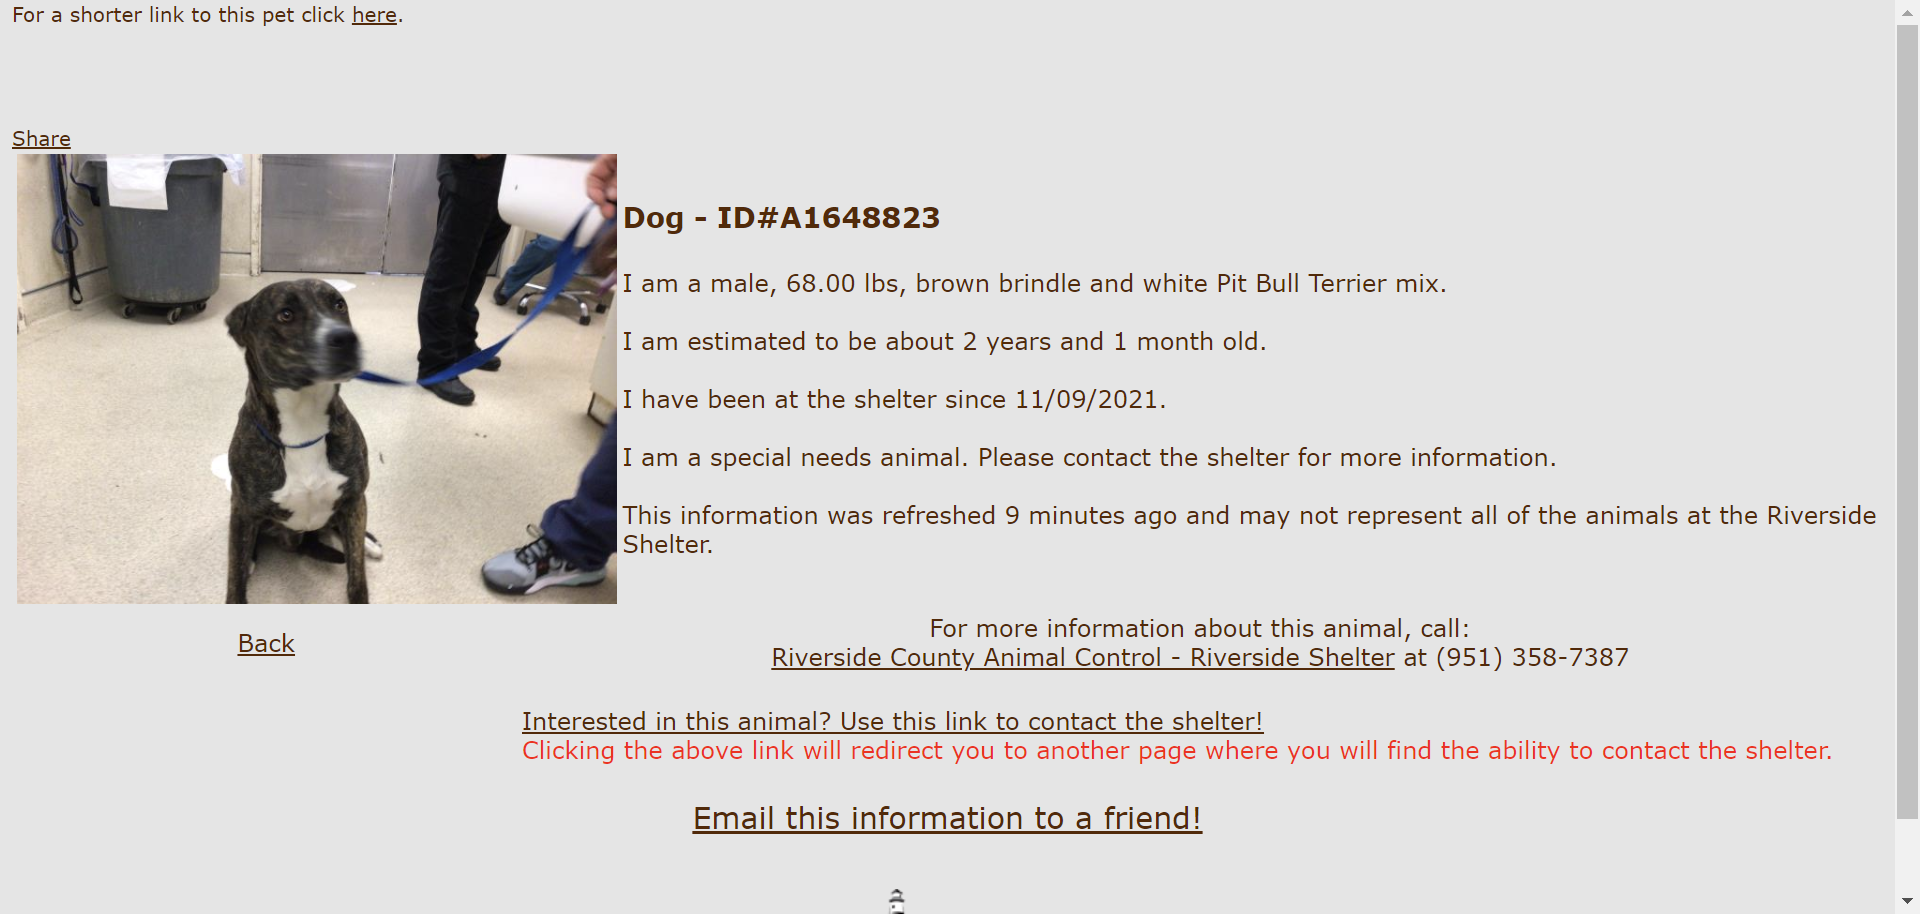 For a shorter link to this pet click here.
Share
Dog - ID#A1648823
I am a male, 68.00 lbs, brown brindle and white Pit Bull Terrier mix.
I am estimated to be about 2 years and 1 month old.
I have been at the shelter since 11/09/2021.
I am a special needs animal. Please contact the shelter for more information.
This information was refreshed 9 minutes ago and may not represent all of the animals at the Riverside
Shelter.
Back
For more information about this animal, call:
Riverside County Animal Control - Riverside Shelter at (951) 358-7387
Interested in this animal? Use this link to contact the shelter!
Clicking the above link will redirect you to another page where you will find the ability to contact the shelter.
Email this information to a friend!